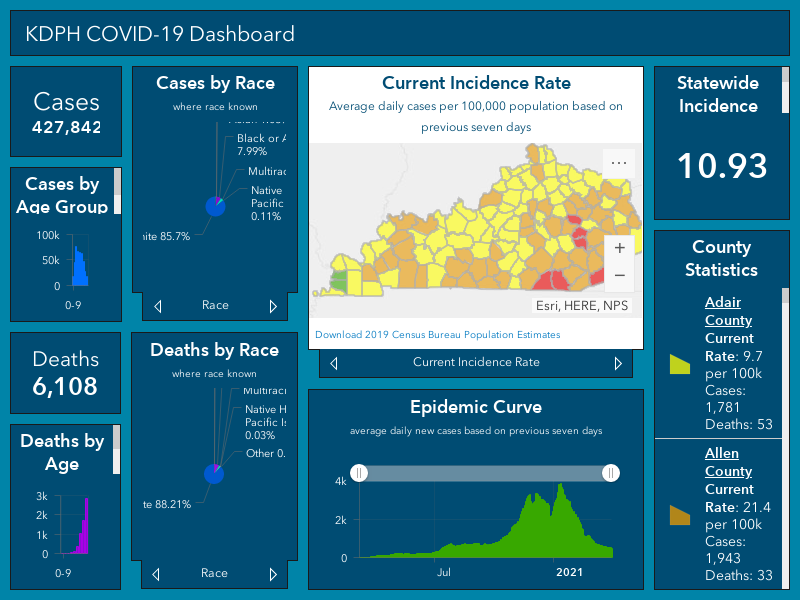 KDPH COVID-19 Dashboard
Cases
427,842
Cases by
Age Group
100k
50k
0
0-9
Deaths
6,108
Deaths by
Age
3k
2k
1k
0
0-9
Cases by Race
where race known
Black or A
7.99%
Multirac
Native
Pacific
0.11%
ite 85.7%
Race
Deaths by Race
where race known
Multirac
Native H
Pacific Is
0.03%
Other 0.
te 88.21%
Race
Current Incidence Rate
Average daily cases per 100,000 population based on
previous seven days
Esri, HERE, NPS
Download 2019 Census Bureau Population Estimates
Current Incidence Rate
Epidemic Curve
average daily new cases based on previous seven days
4k
2k
0
Jul
2021
Statewide
Incidence
10.93
County
Statistics
Adair
County
Current
Rate: 9.7
per 100k
Cases:
1,781
Deaths: 53
Allen
County
Current
Rate: 21.4
per 100k
Cases:
1,943
Deaths: 33